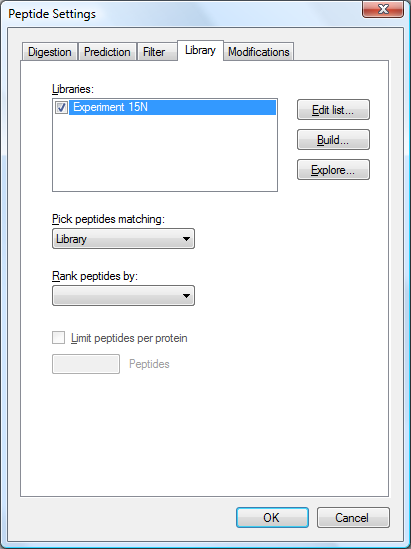 Peptide Settings
Digestion Prediction Filter Library Modifications
Libraries:
Experiment 15N
Edit list...
Build...
Explore...
Pick peptides matching:
Library
Rank peptides by:
Limit peptides per protein
Peptides
OK Cancel